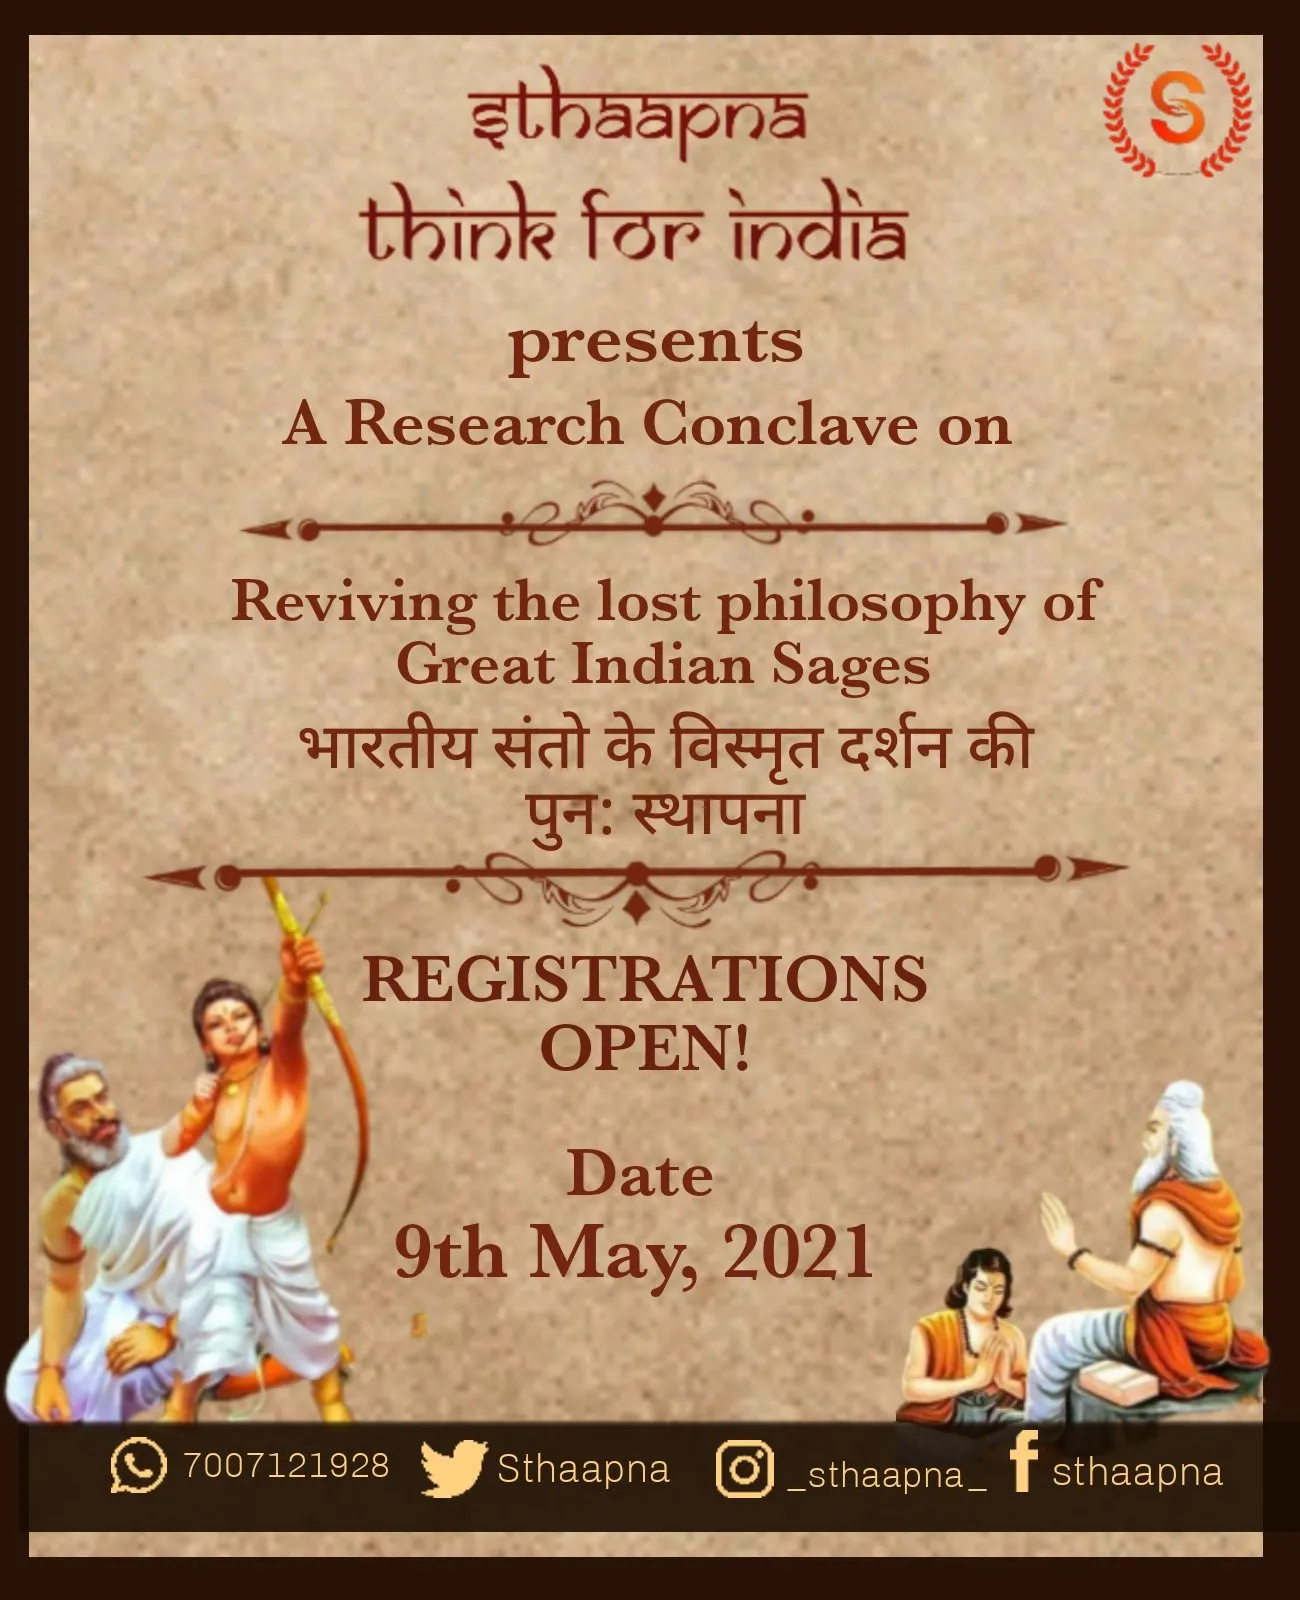 sthaapna
think for india
presents
A Research Conclave on
Reviving the lost philosophy of
Great Indian Sages
भारतीय संतो के विस्मृत दर्शन की
पुन: स्थापना
REGISTRATIONS
OPEN!
Date
9th May, 2021
7007121928 Sthaapna _sthaapna_ sthaapna